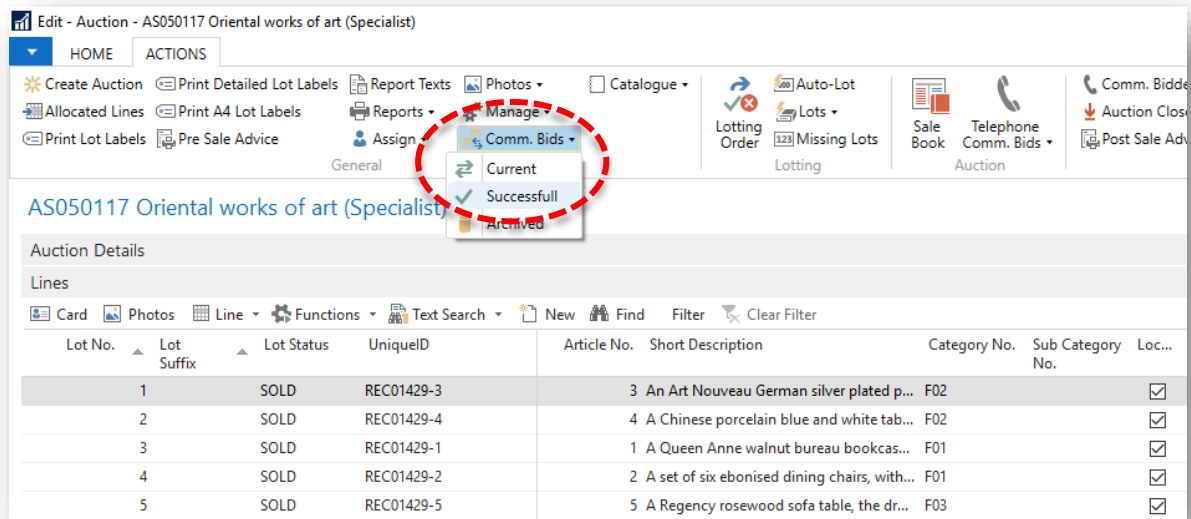 Edit - Auction - AS050117 Oriental works of art (Specialist)
HOME ACTIONS
Create Auction Print Detailed Lot Labels Report Texts Photos Catalogue Auto-Lot Comm. Bidde
Allocated Lines Print A4 Lot Labels Reports Manage Lotting Order Lots Sale Book Telephone Comm. Bids Auction Close
Print Lot Labels Pre Sale Advice Assign Comm. Bids 123 Missing Lots Post Sale Adv
General Lotting Auction
Current
Successfull
Archived
AS050117 Oriental works of art (Specialist)
Auction Details
Lines
Card Photos Line Functions Text Search New Find Filter Clear Filter
Lot No. Lot Suffix Lot Status UniqueID Article No. Short Description Category No. Sub Category No. Loc...
1 SOLD REC01429-3 3 An Art Nouveau German silver plated p... F02
2 SOLD REC01429-4 4 A Chinese porcelain blue and white tab... F02
3 SOLD REC01429-1 1 A Queen Anne walnut bureau bookcas... F01
4 SOLD REC01429-2 2 A set of six ebonised dining chairs, with... F01
5 SOLD REC01429-5 5 A Regency rosewood sofa table, the dr... F03